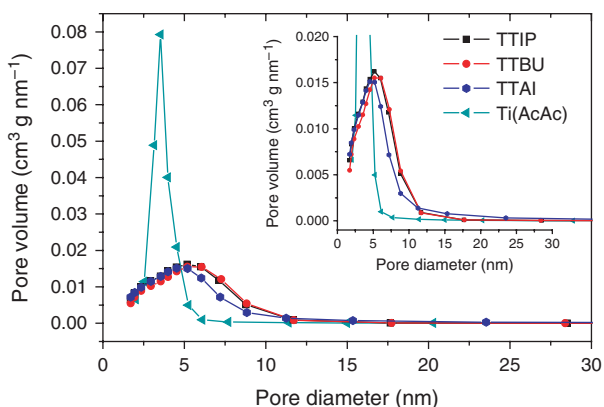 0.08
0.07
0.06
0.05
0.04
0.03
0.02
0.01
0.00
Pore volume (cm³ g nm⁻¹)
0 5 10 15 20 25 30
Pore diameter (nm)
0.020
0.015
0.010
0.005
0.000
Pore volume (cm³ g nm⁻¹)
0 5 10 15 20 25 30
Pore diameter (nm)
TTIP
TTBU
TTAI
Ti(AcAc)